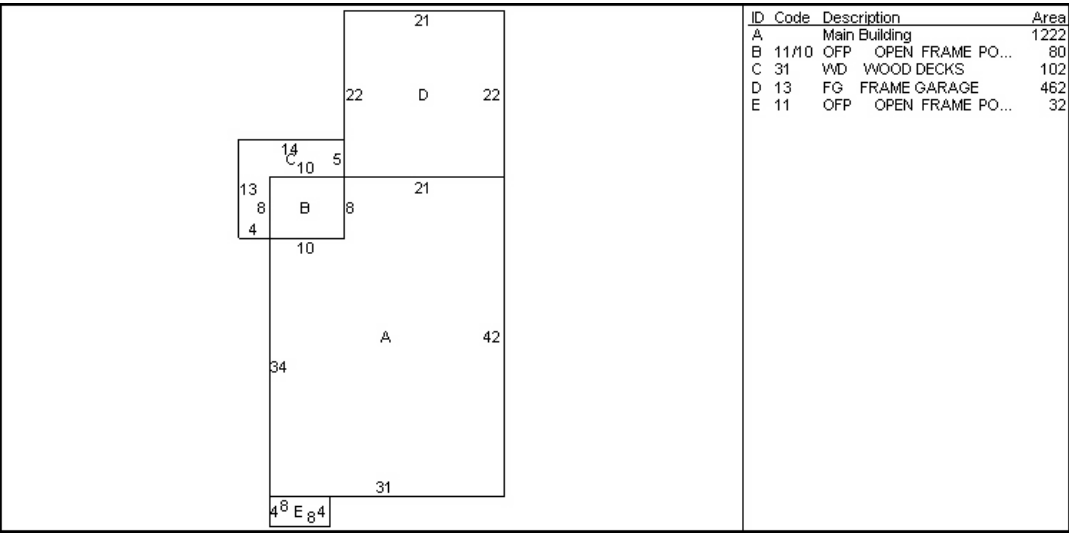 21
22 D 22
14
C
10 5
21
13
8 B 8
4
10
A 42
34
31
4 8 E 8 4
ID Code Description Area
A Main Building 1222
B 11/10 OFP OPEN FRAME PO... 80
C 31 WD WOOD DECKS 102
D 13 FG FRAME GARAGE 462
E 11 OFP OPEN FRAME PO... 32